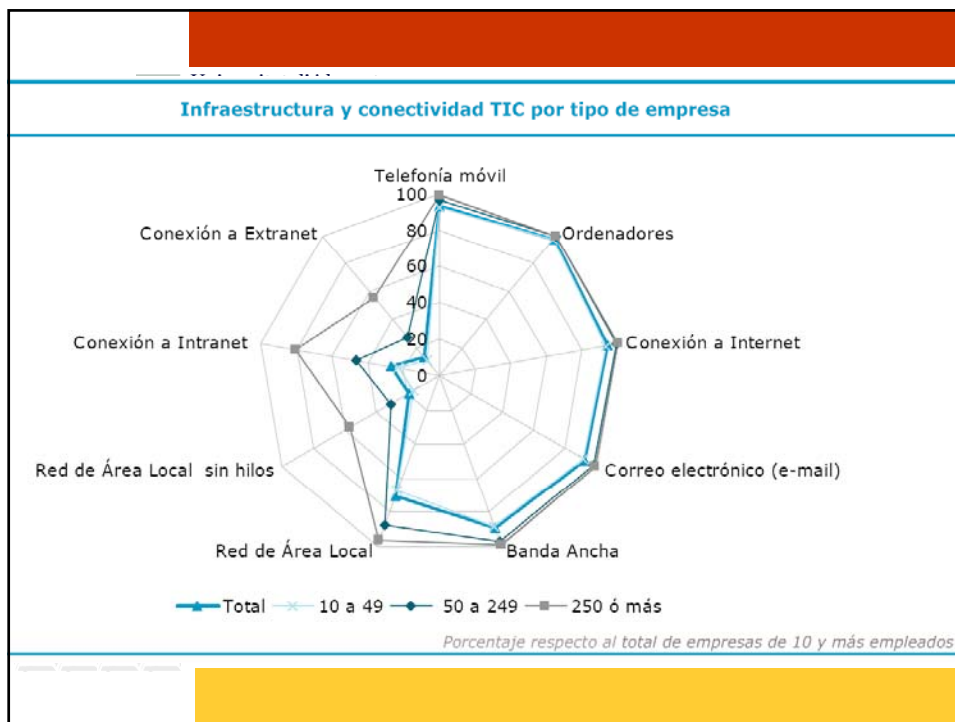 Infraestructura y conectividad TIC por tipo de empresa
Telefonía móvil
100
Conexión a Extranet
Ordenadores
80
60
Conexión a Intranet
Conexión a Internet
40
20
0
Red de Área Local sin hilos
Correo electrónico (e-mail)
Red de Área Local
Banda Ancha
Total 10 a 49 50 a 249 250 ó más
Porcentaje respecto al total de empresas de 10 y más empleados